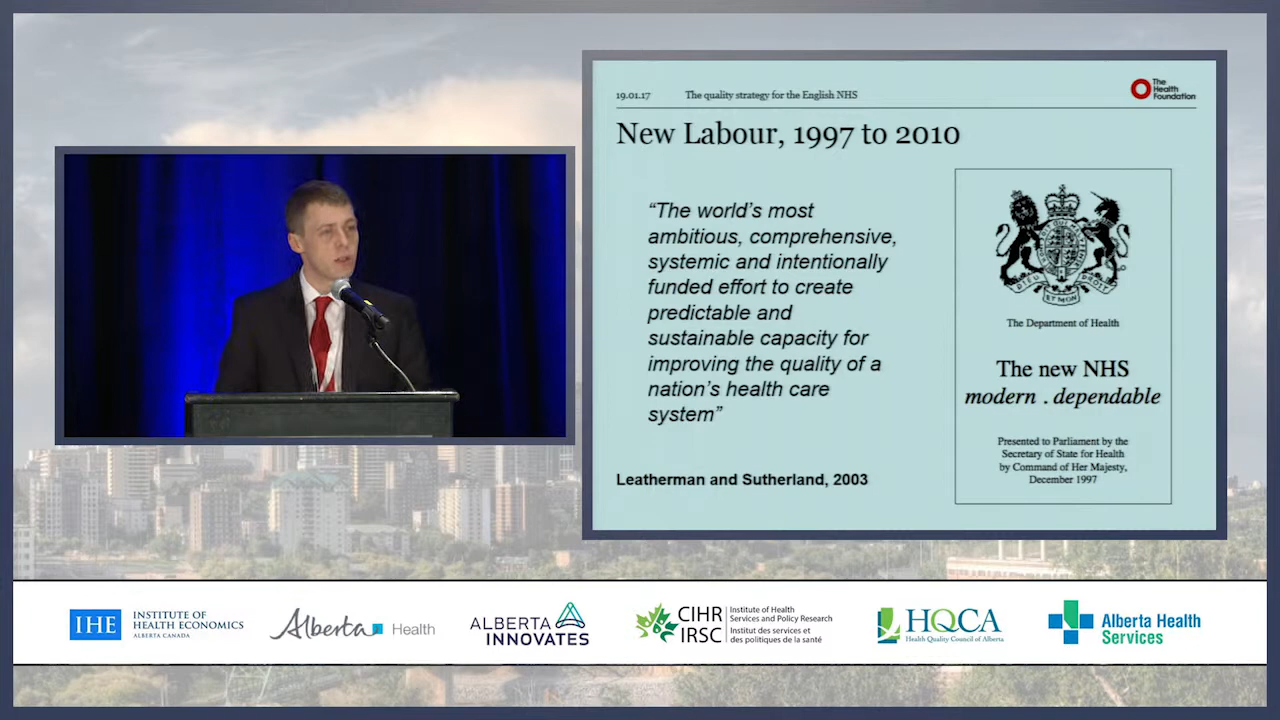 19.01.17 The quality strategy for the English NHS
The
Health
Foundation
New Labour, 1997 to 2010
“The world’s most
ambitious, comprehensive,
systemic and intentionally
funded effort to create
predictable and
sustainable capacity for
improving the quality of a
nation’s health care
system”
Leatherman and Sutherland, 2003
DIEU ET MON DROIT
The Department of Health
The new NHS
modern . dependable
Presented to Parliament by the
Secretary of State for Health
by Command of Her Majesty,
December 1997
IHE
INSTITUTE OF
HEALTH ECONOMICS
ALBERTA CANADA
Alberta Health
ALBERTA
INNOVATES
CIHR
IRSC
Institute of Health
Services and Policy Research
Institut des services et
des politiques de la santé
HQCA
Health Quality Council of Alberta
Alberta Health
Services